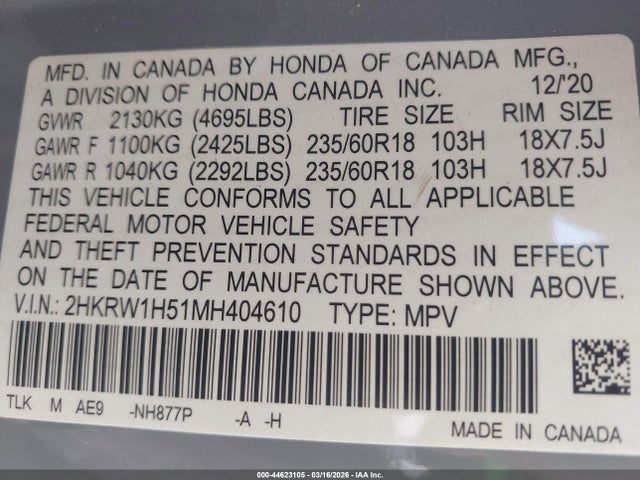 MFD. IN CANADA BY HONDA OF CANADA MFG.,
A DIVISION OF HONDA CANADA INC. 12/'20
GVWR 2130KG (4695LBS) TIRE SIZE RIM SIZE
GAWR F 1100KG (2425LBS) 235/60R18 103H 18X7.5J
GAWR R 1040KG (2292LBS) 235/60R18 103H 18X7.5J
THIS VEHICLE CONFORMS TO ALL APPLICABLE
FEDERAL MOTOR VEHICLE SAFETY
AND THEFT PREVENTION STANDARDS IN EFFECT
ON THE DATE OF MANUFACTURE SHOWN ABOVE.
V.I.N.: 2HKRW1H51MH404610 TYPE: MPV
TLK M AE9 -NH877P -A -H
MADE IN CANADA
000-44623105 - 03/16/2026 - IAA Inc.